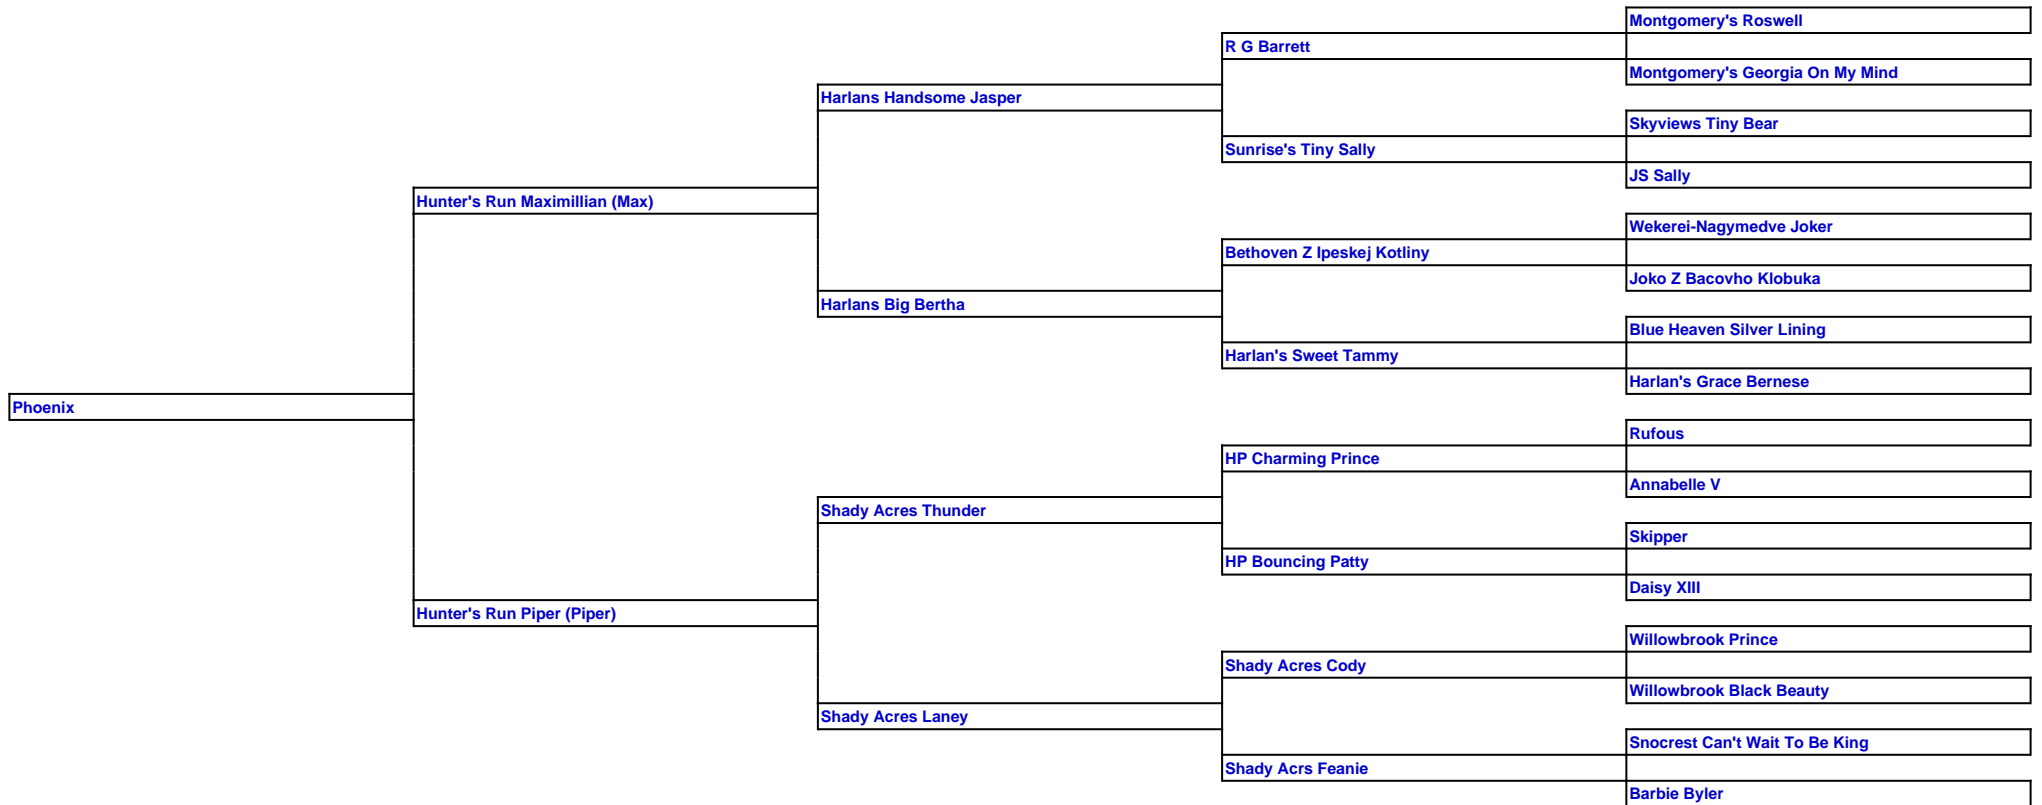 Montgomery's Roswell
R G Barrett
Montgomery's Georgia On My Mind
Harlans Handsome Jasper
Skyviews Tiny Bear
Sunrise's Tiny Sally
JS Sally
Hunter's Run Maximillian (Max)
Wekerei-Nagymedve Joker
Bethoven Z Ipeskej Kotliny
Joko Z Bacovho Klobuka
Harlans Big Bertha
Blue Heaven Silver Lining
Harlan's Sweet Tammy
Harlan's Grace Bernese
Phoenix
Rufous
HP Charming Prince
Annabelle V
Shady Acres Thunder
Skipper
HP Bouncing Patty
Daisy XIII
Hunter's Run Piper (Piper)
Willowbrook Prince
Shady Acres Cody
Willowbrook Black Beauty
Shady Acres Laney
Snocrest Can't Wait To Be King
Shady Acrs Feanie
Barbie Byler